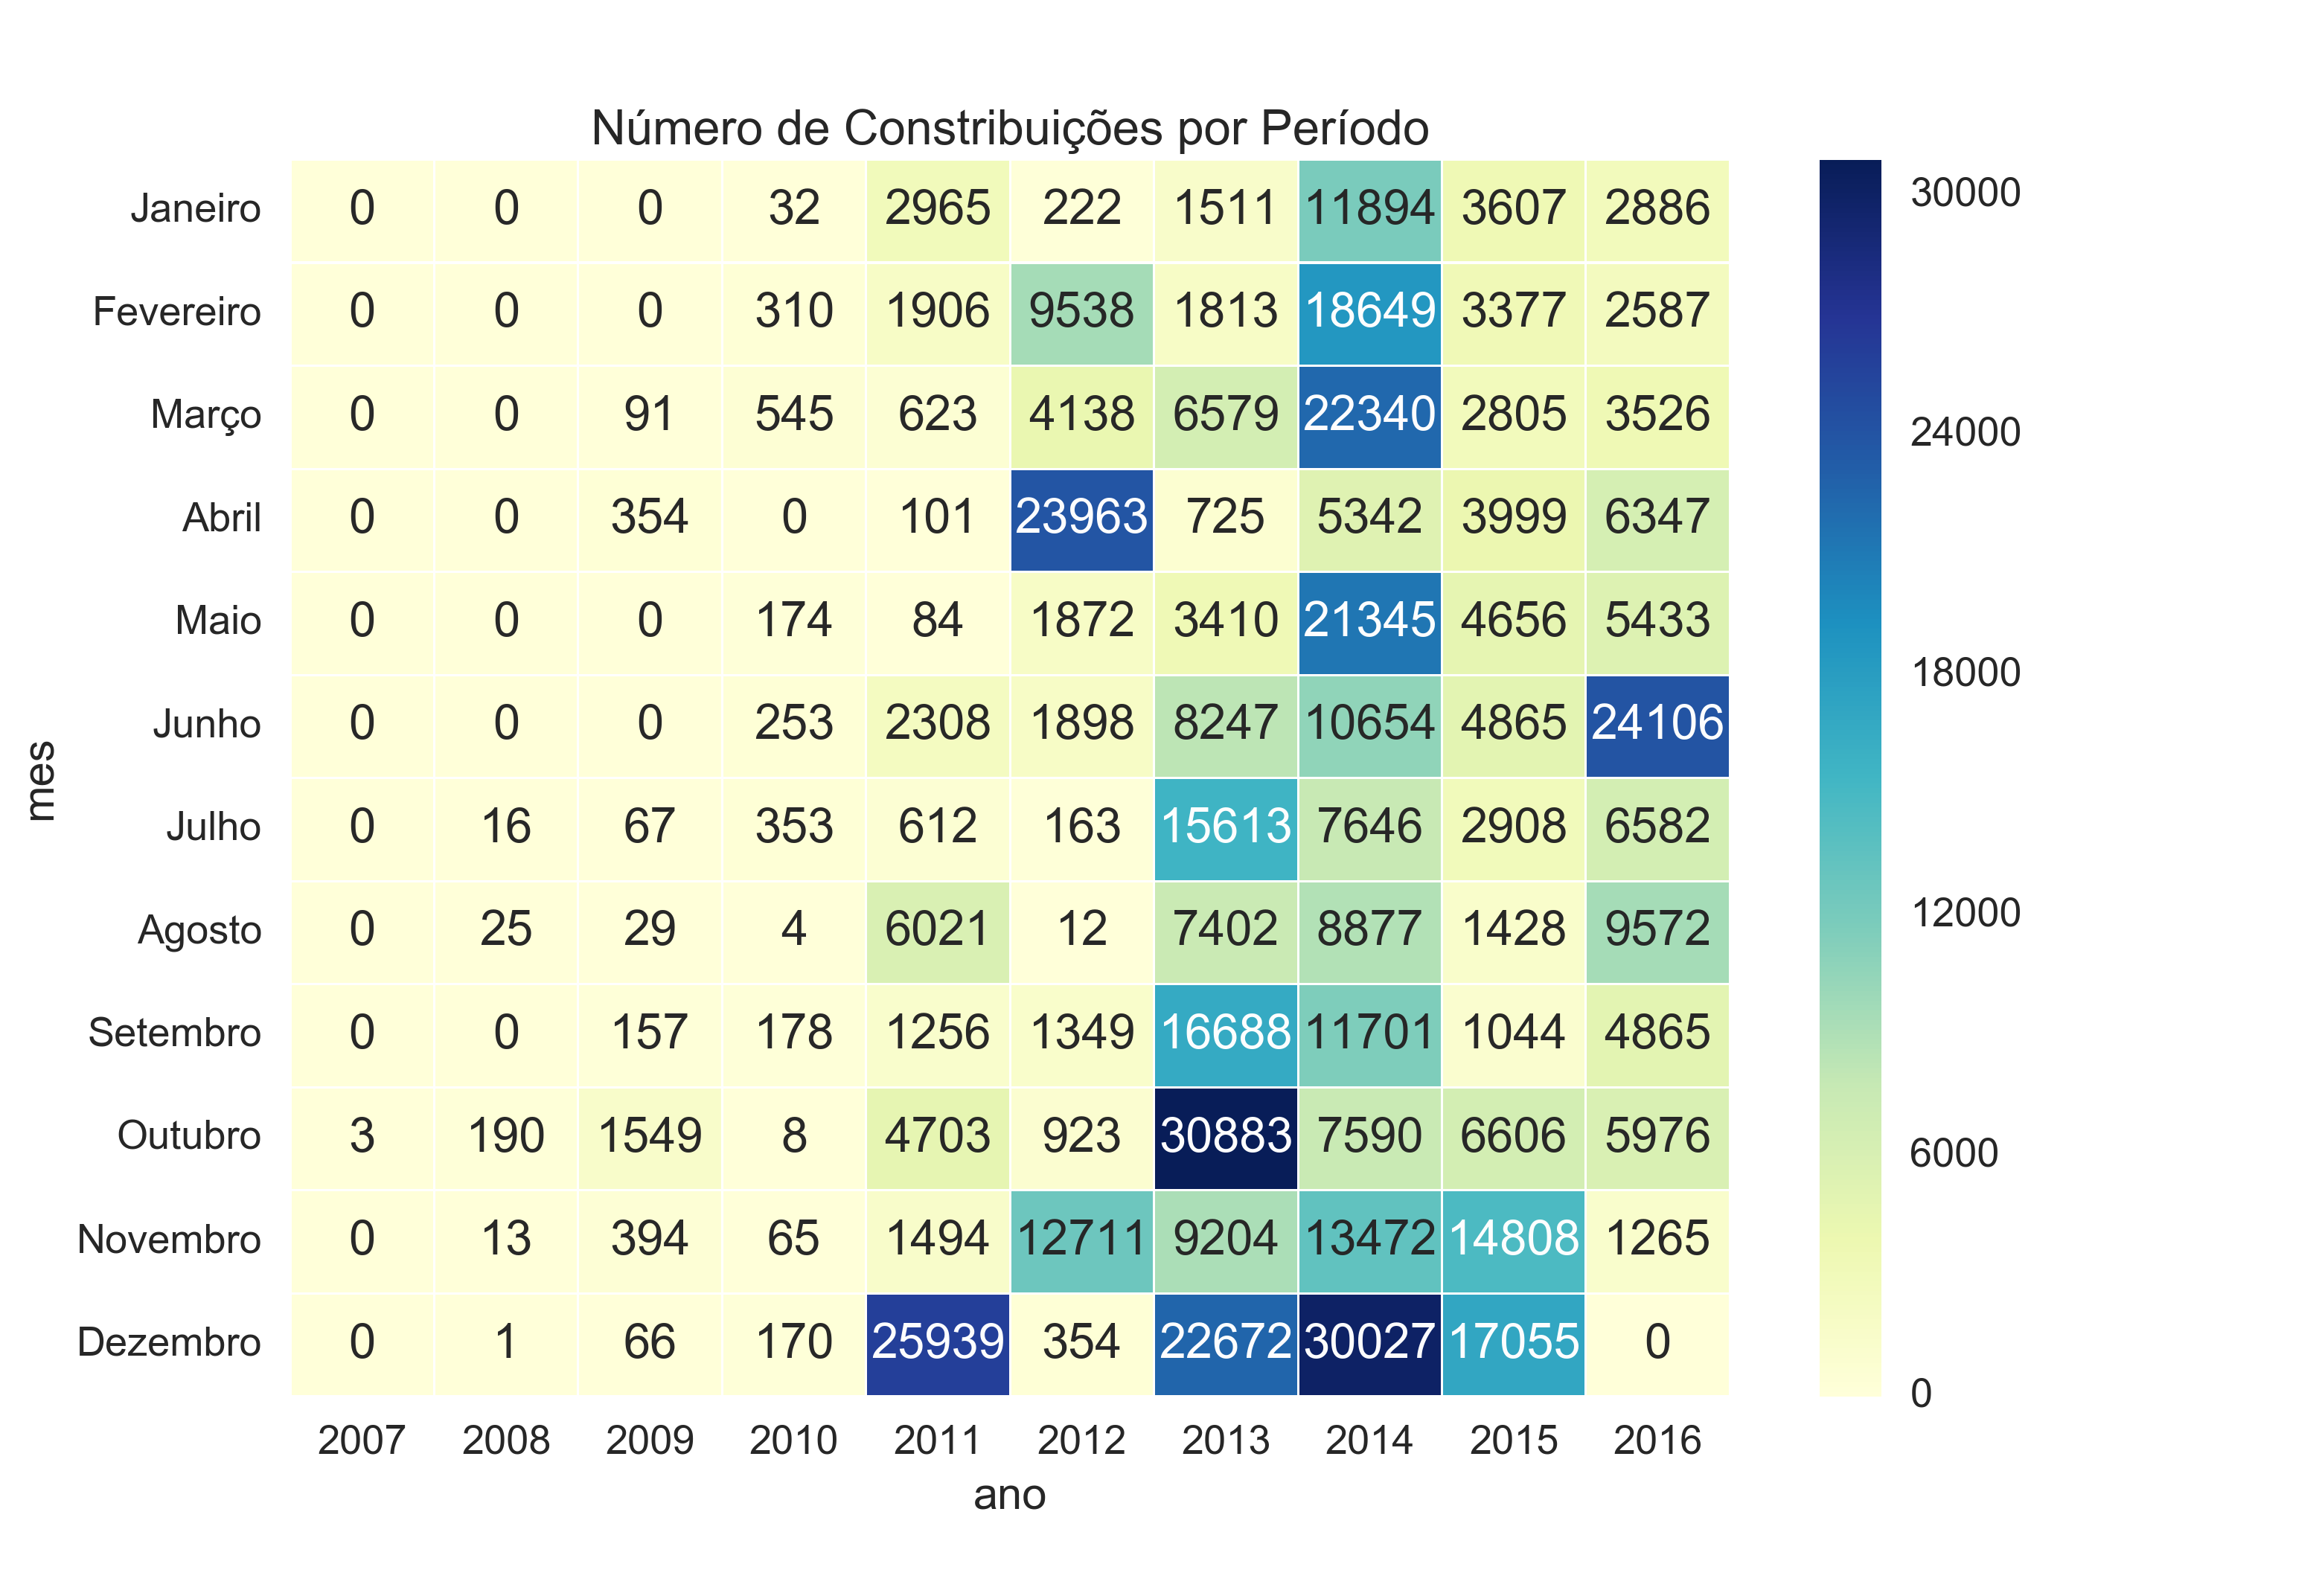 Número de Constribuições por Período
Janeiro 0 0 0 32 2965 222 1511 11894 3607 2886
Fevereiro 0 0 0 310 1906 9538 1813 18649 3377 2587
Março 0 0 91 545 623 4138 6579 22340 2805 3526
Abril 0 0 354 0 101 23963 725 5342 3999 6347
Maio 0 0 0 174 84 1872 3410 21345 4656 5433
Junho 0 0 0 253 2308 1898 8247 10654 4865 24106
Julho 0 16 67 353 612 163 15613 7646 2908 6582
Agosto 0 25 29 4 6021 12 7402 8877 1428 9572
Setembro 0 0 157 178 1256 1349 16688 11701 1044 4865
Outubro 3 190 1549 8 4703 923 30883 7590 6606 5976
Novembro 0 13 394 65 1494 12711 9204 13472 14808 1265
Dezembro 0 1 66 170 25939 354 22672 30027 17055 0
2007 2008 2009 2010 2011 2012 2013 2014 2015 2016
ano
mes
30000
24000
18000
12000
6000
0